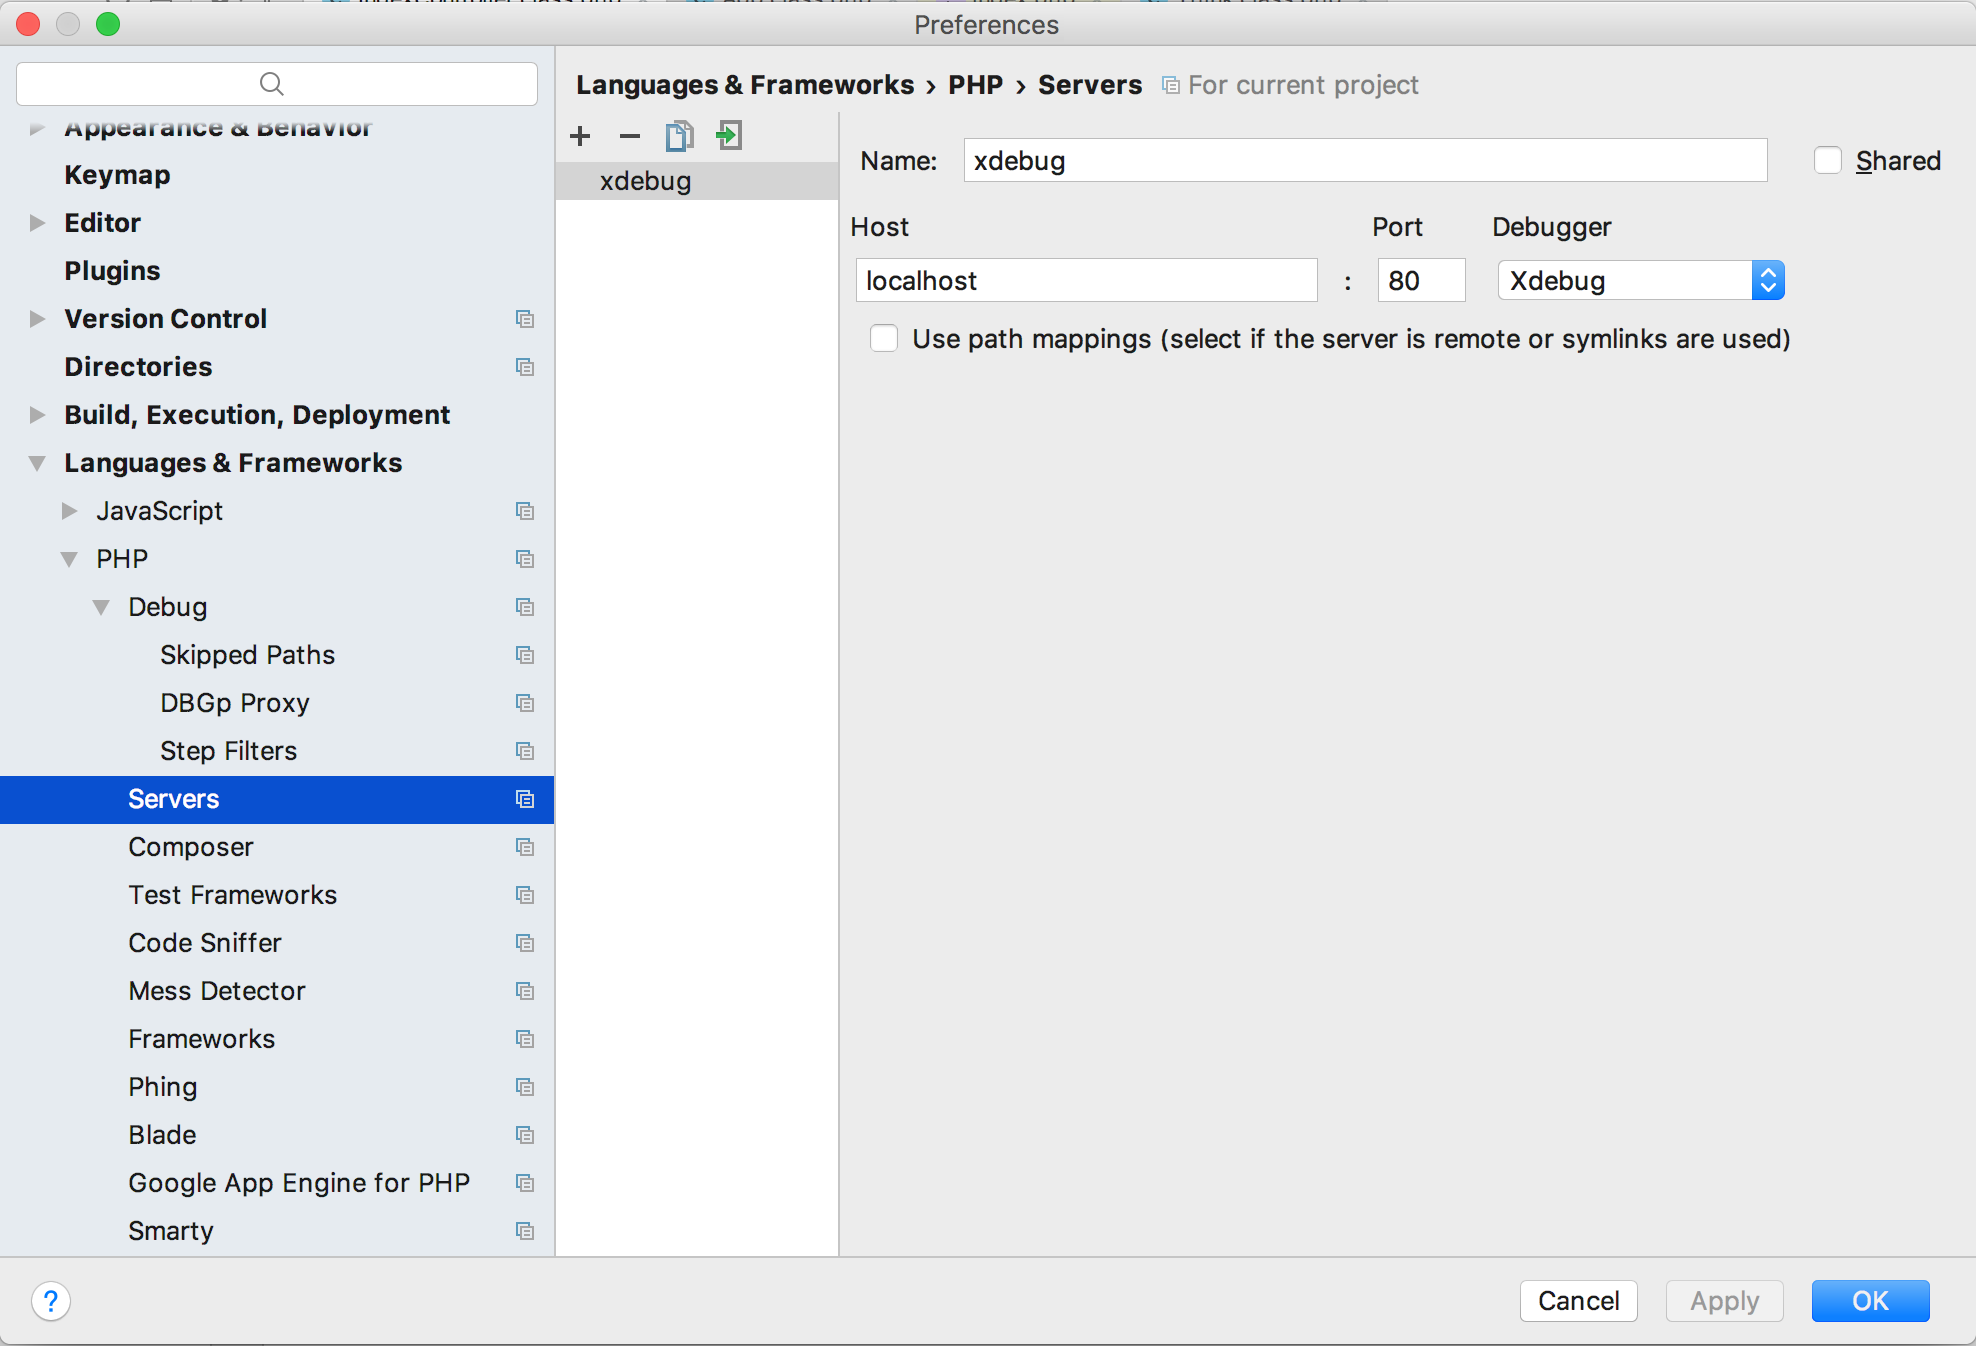 Preferences
Languages & Frameworks › PHP › Servers For current project
Appearance & Behavior
Keymap
Editor
Plugins
Version Control
Directories
Build, Execution, Deployment
Languages & Frameworks
JavaScript
PHP
Debug
Skipped Paths
DBGp Proxy
Step Filters
Servers
Composer
Test Frameworks
Code Sniffer
Mess Detector
Frameworks
Phing
Blade
Google App Engine for PHP
Smarty
xdebug
Name: xdebug Shared
Host Port Debugger
localhost : 80 Xdebug
Use path mappings (select if the server is remote or symlinks are used)
? Cancel Apply OK